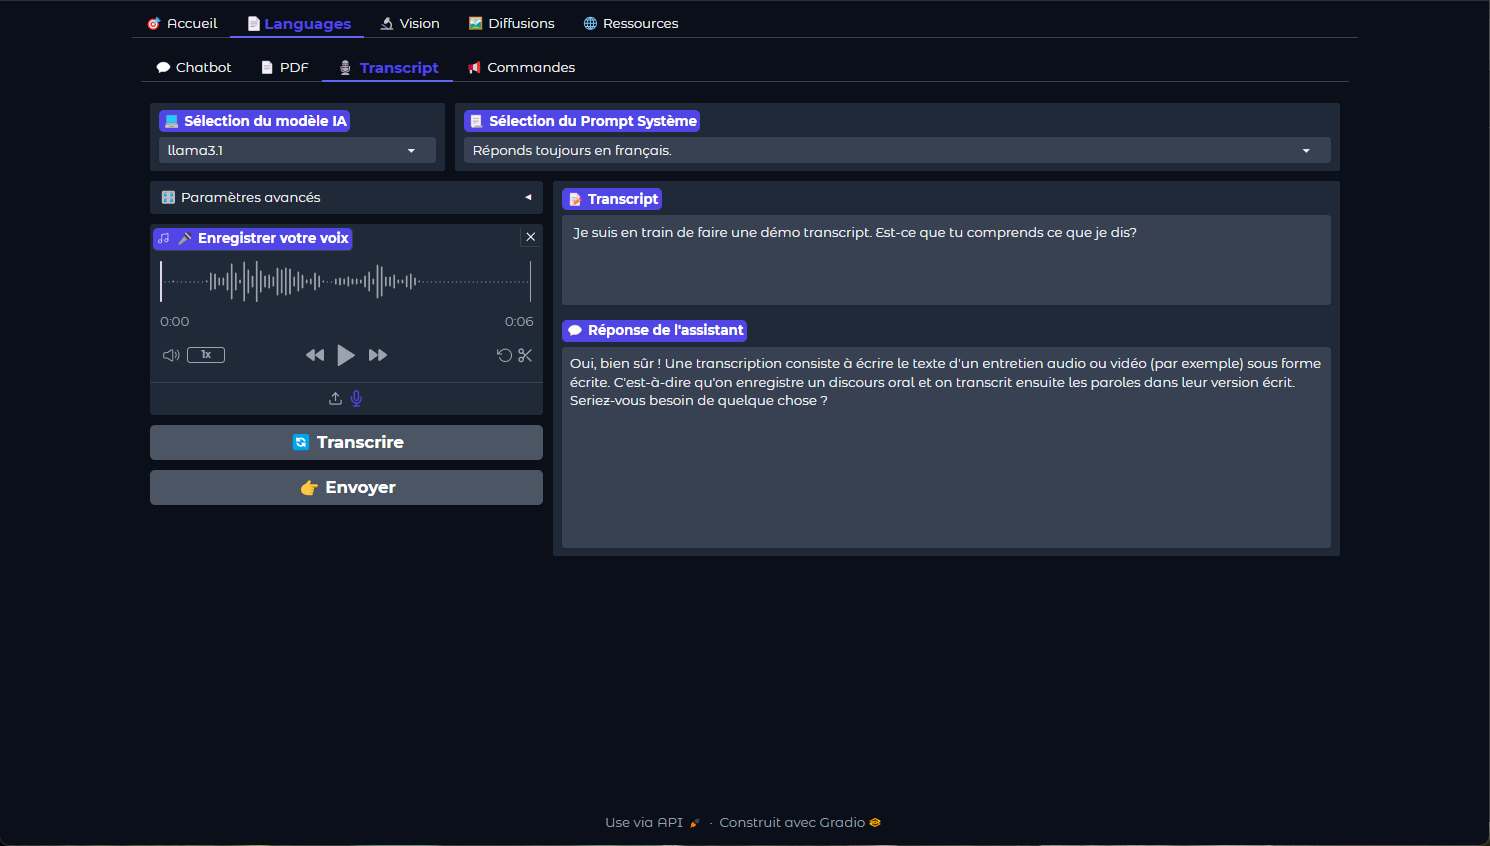 Accueil
Languages
Vision
Diffusions
Ressources
Chatbot
PDF
Transcript
Commandes
Sélection du modèle IA
llama3.1
Sélection du Prompt Système
Réponds toujours en français.
Paramètres avancés
Enregistrer votre voix
0:00
0:06
1x
Transcrire
Envoyer
Transcript
Je suis en train de faire une démo transcript. Est-ce que tu comprends ce que je dis?
Réponse de l'assistant
Oui, bien sûr ! Une transcription consiste à écrire le texte d'un entretien audio ou vidéo (par exemple) sous forme
écrite. C'est-à-dire qu'on enregistre un discours oral et on transcrit ensuite les paroles dans leur version écrit.
Seriez-vous besoin de quelque chose ?
Use via API · Construit avec Gradio